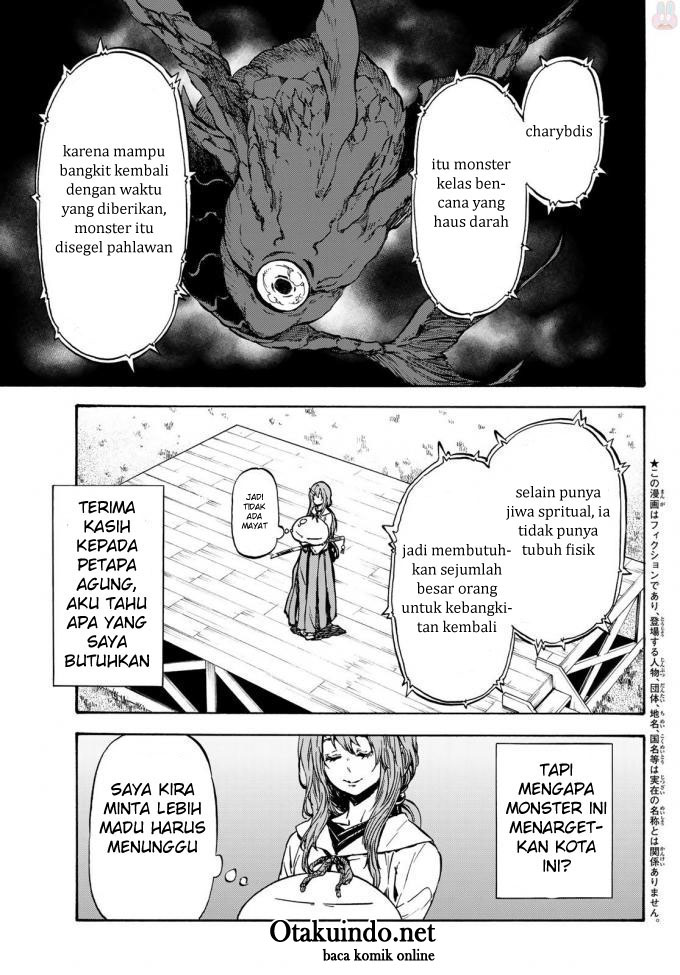 charybdis
itu monster
kelas ben-
cana yang
haus darah
karena mampu
bangkit kembali
dengan waktu
yang diberikan,
monster itu
disegel pahlawan
selain punya
jiwa spritual, ia
tidak punya
tubuh fisik
jadi membutuh-
kan sejumlah
besar orang
untuk kebangki-
tan kembali
JADI
TIDAK
ADA
MAYAT
TERIMA
KASIH
KEPADA
PETAPA
AGUNG,
AKU TAHU
APA YANG
SAYA
BUTUHKAN
TAPI
MENGAPA
MONSTER INI
MENARGET-
KAN KOTA
INI?
SAYA KIRA
MINTA LEBIH
MADU HARUS
MENUNGGU
★この漫画はフィクションであり、登場する人物、団体、地名、国名等は実在の名称とは関係ありません。
Otakuindo.net
baca komik online